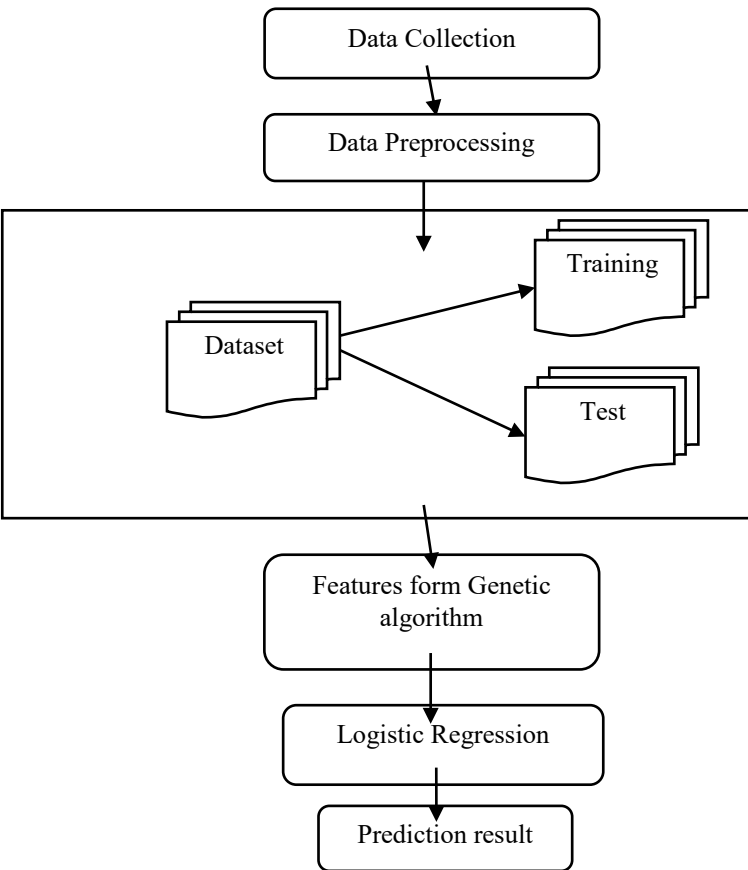 Data Collection
Data Preprocessing
Training
Dataset
Test
Features form Genetic
algorithm
Logistic Regression
Prediction result